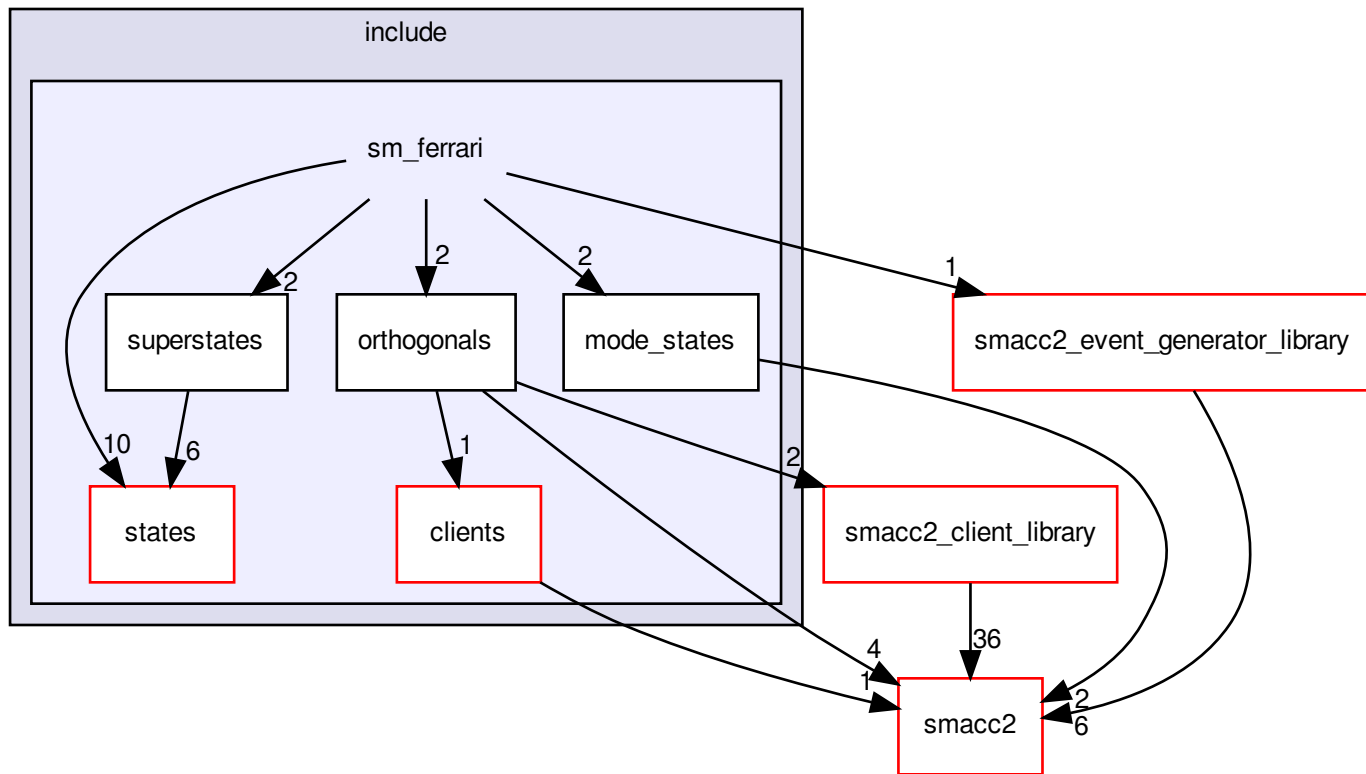 include
sm_ferrari
2
2
2
1
superstates
orthogonals
mode_states
smacc2_event_generator_library
10
6
1
2
states
clients
smacc2_client_library
4
1
36
2
6
smacc2